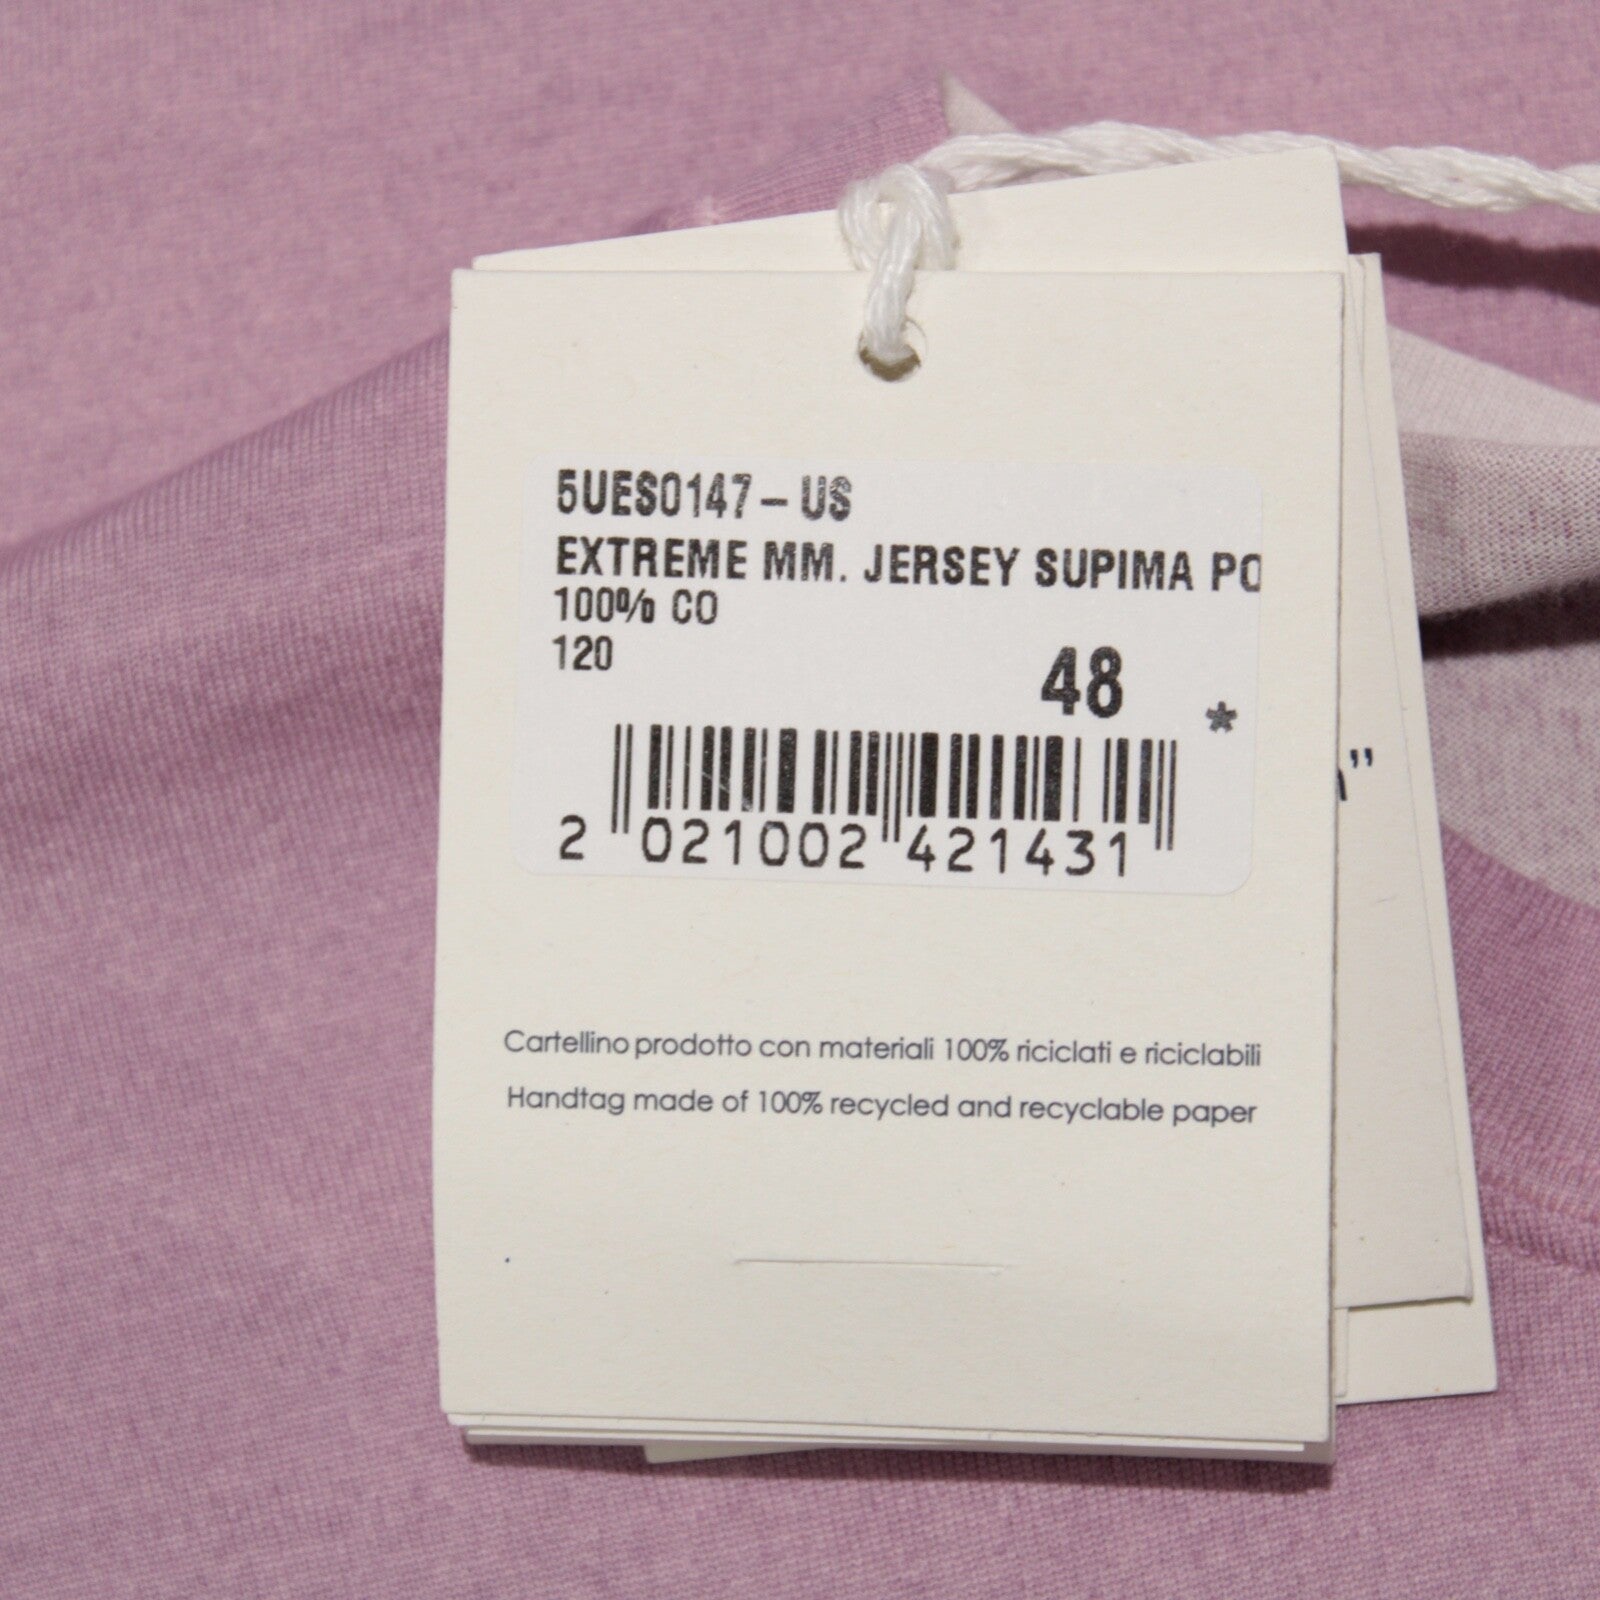 5UES0147 – US
EXTREME MM. JERSEY SUPIMA PO
100% CO
120
48
*
2 021002 421431
Cartellino prodotto con materiali 100% riciclati e riciclabili
Handtag made of 100% recycled and recyclable paper